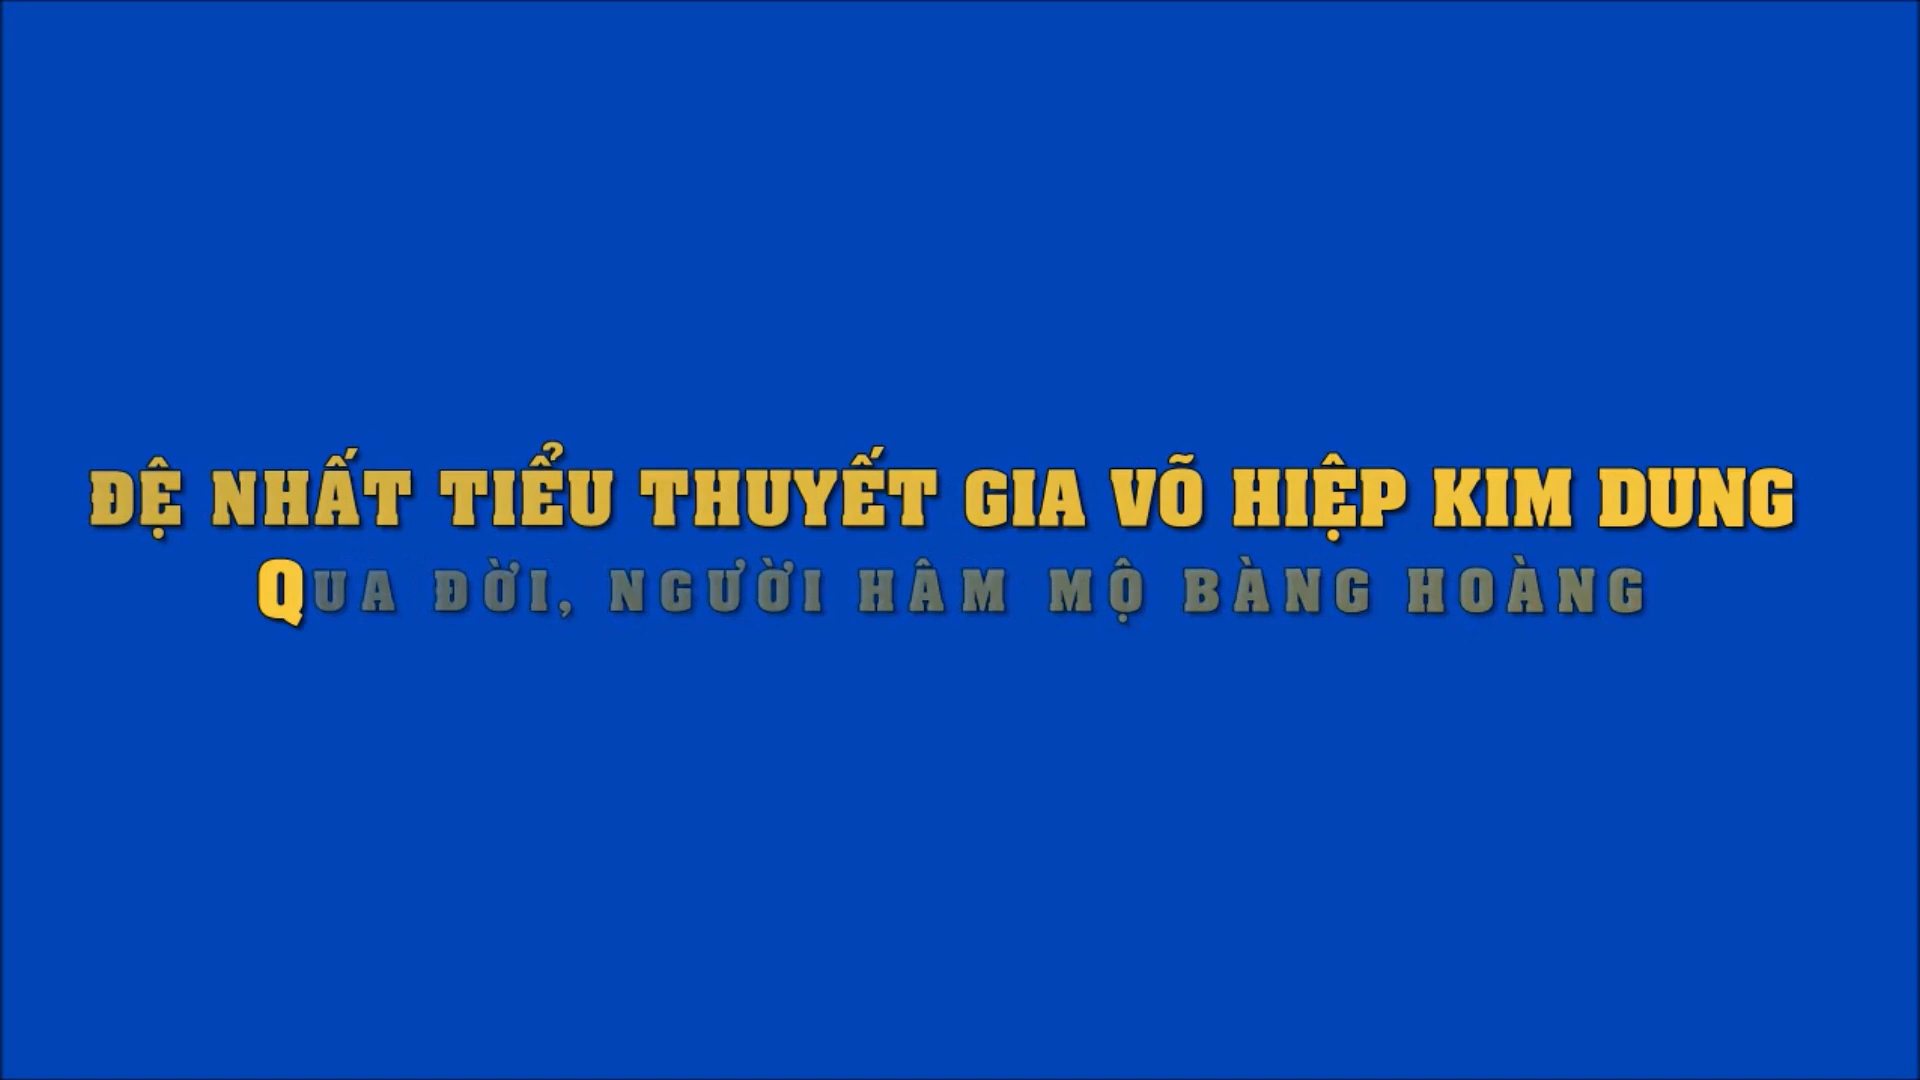 ĐỆ NHẤT TIỂU THUYẾT GIA VÕ HIỆP KIM DUNG
QUA ĐỜI, NGƯỜI HÂM MỘ BÀNG HOÀNG